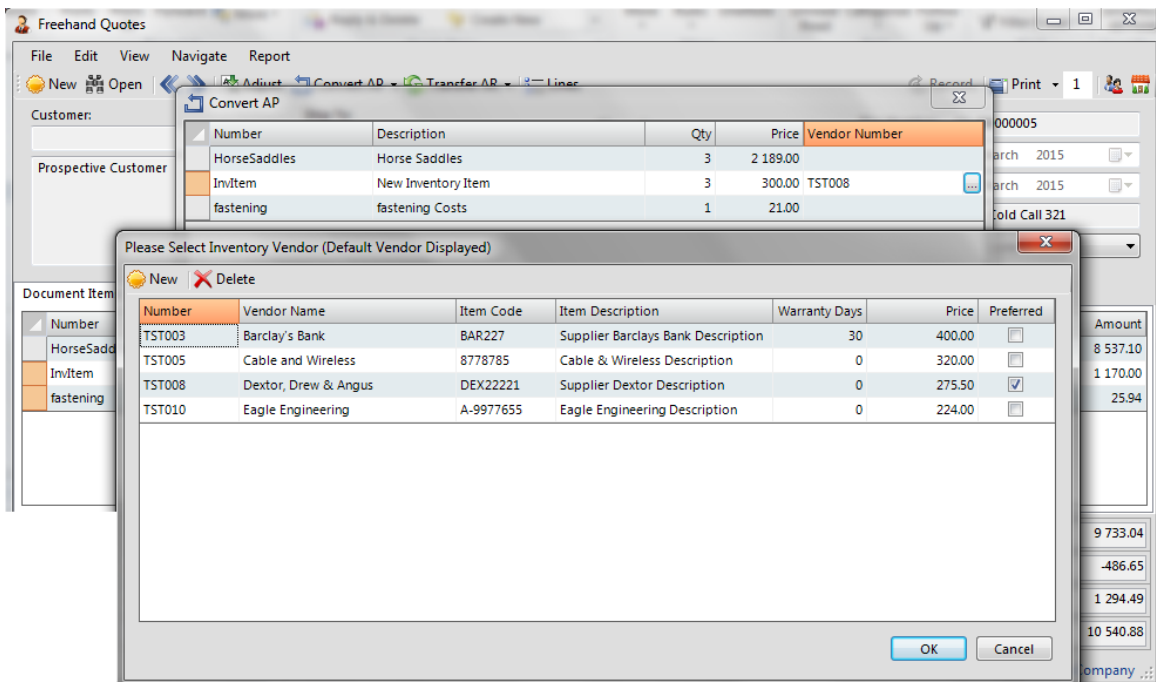 Freehand Quotes
File Edit View Navigate Report
New Open Adjust Convert AP Transfer AR Lines Record Print 1
Convert AP
Customer:
000005
Number Description Qty Price Vendor Number
HorseSaddles Horse Saddles 3 2 189.00
arch 2015
Prospective Customer
InvItem New Inventory Item 3 300.00 TST008 ...
arch 2015
fastening fastening Costs 1 21.00
Cold Call 321
Please Select Inventory Vendor (Default Vendor Displayed)
New Delete
Document Item
Number Vendor Name Item Code Item Description Warranty Days Price Preferred
TST003 Barclay's Bank BAR227 Supplier Barclays Bank Description 30 400.00
TST005 Cable and Wireless 8778785 Cable & Wireless Description 0 320.00
TST008 Dextor, Drew & Angus DEX22221 Supplier Dextor Description 0 275.50
TST010 Eagle Engineering A-9977655 Eagle Engineering Description 0 224.00
Number Amount
HorseSadd 8 537.10
InvItem 1 170.00
fastening 25.94
9 733.04
-486.65
1 294.49
10 540.88
OK Cancel
ompany